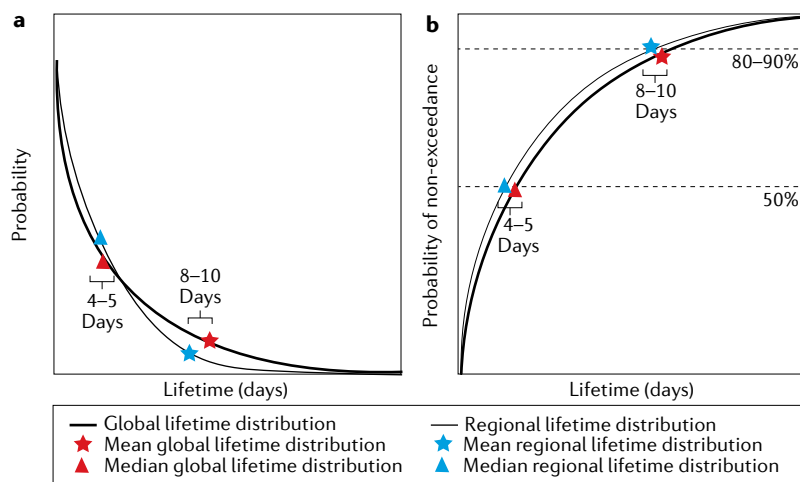 a
Probability
4–5
Days
8–10
Days
Lifetime (days)
b
Probability of non-exceedance
80–90%
8–10
Days
50%
4–5
Days
Lifetime (days)
Global lifetime distribution
Mean global lifetime distribution
Median global lifetime distribution
Regional lifetime distribution
Mean regional lifetime distribution
Median regional lifetime distribution